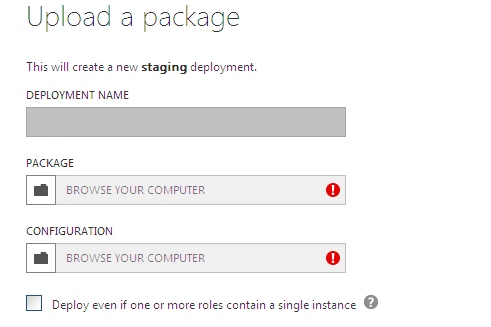 Upload a package
This will create a new staging deployment.
DEPLOYMENT NAME
PACKAGE
BROWSE YOUR COMPUTER
CONFIGURATION
BROWSE YOUR COMPUTER
Deploy even if one or more roles contain a single instance